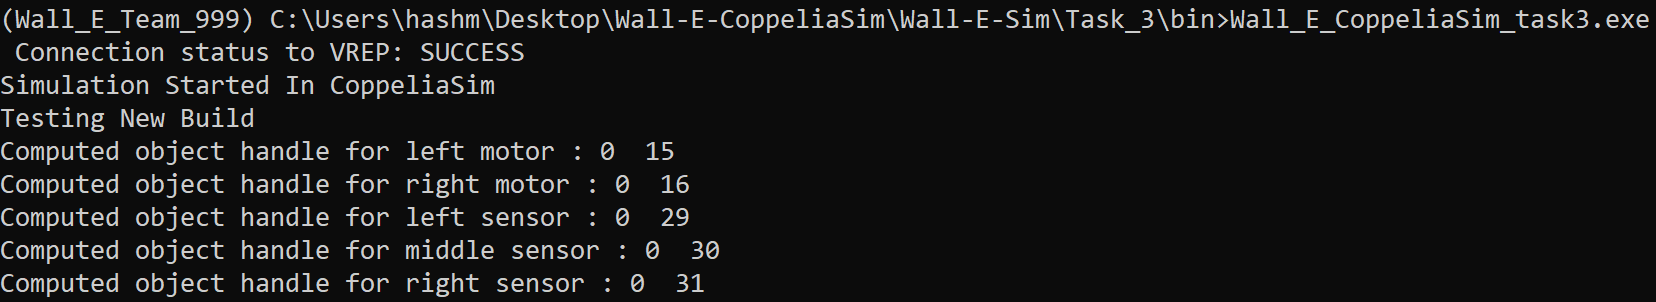 (Wall_E_Team_999) C:\Users\hashm\Desktop\Wall-E-CoppeliaSim\Wall-E-Sim\Task_3\bin>Wall_E_CoppeliaSim_task3.exe
 Connection status to VREP: SUCCESS
Simulation Started In CoppeliaSim
Testing New Build
Computed object handle for left motor : 0  15
Computed object handle for right motor : 0  16
Computed object handle for left sensor : 0  29
Computed object handle for middle sensor : 0  30
Computed object handle for right sensor : 0  31